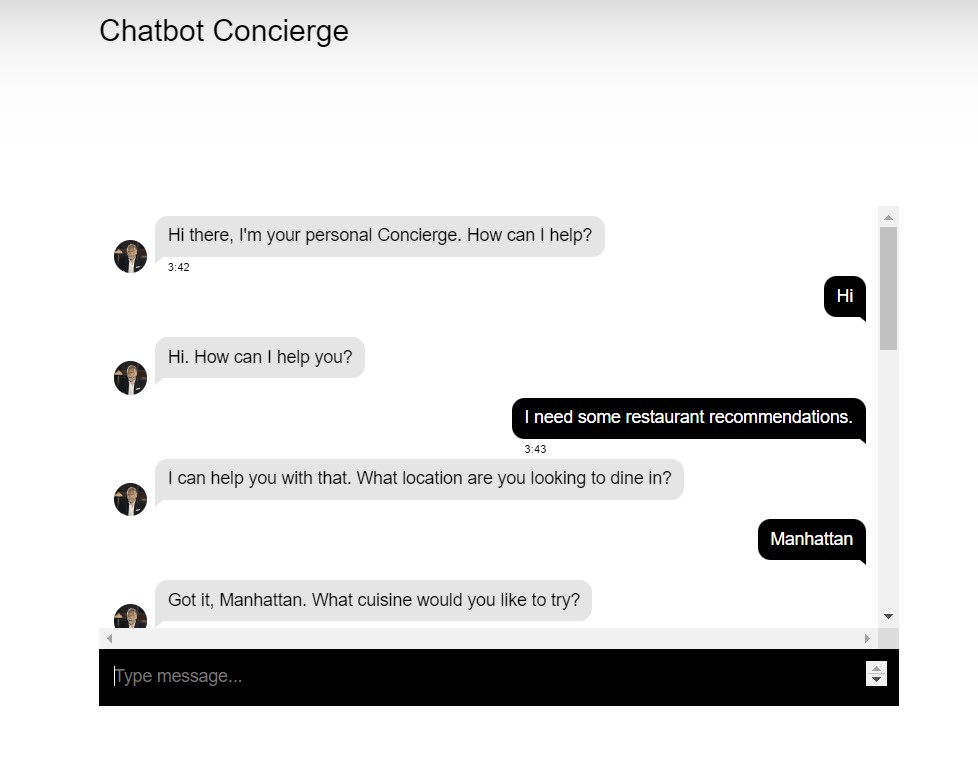 Chatbot Concierge
Hi there, I'm your personal Concierge. How can I help?
3:42
Hi
Hi. How can I help you?
I need some restaurant recommendations.
3:43
I can help you with that. What location are you looking to dine in?
Manhattan
Got it, Manhattan. What cuisine would you like to try?
Type message...